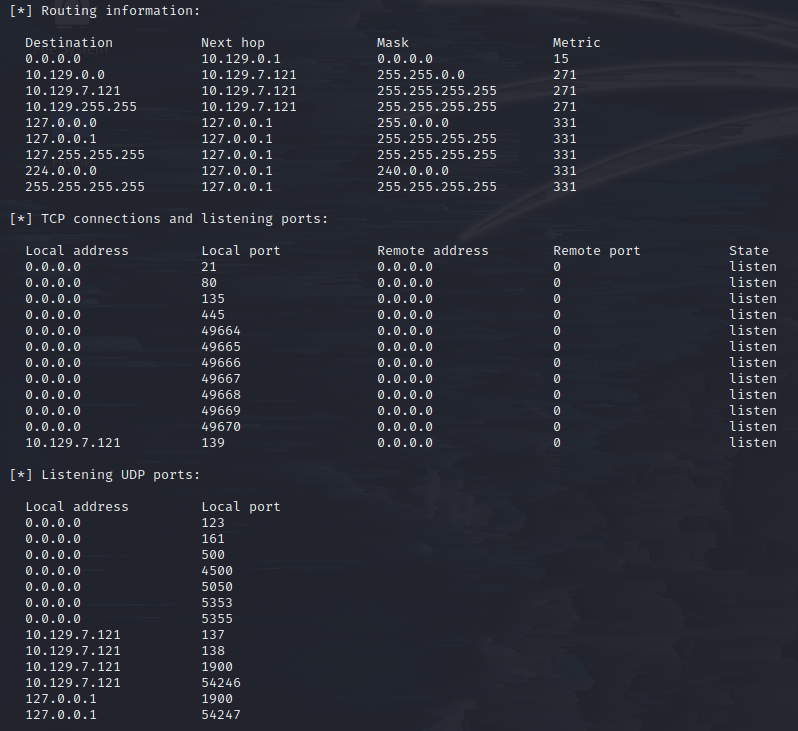 [*] Routing information:
Destination Next hop Mask Metric
0.0.0.0 10.129.0.1 0.0.0.0 15
10.129.0.0 10.129.7.121 255.255.0.0 271
10.129.7.121 10.129.7.121 255.255.255.255 271
10.129.255.255 10.129.7.121 255.255.255.255 271
127.0.0.0 127.0.0.1 255.0.0.0 331
127.0.0.1 127.0.0.1 255.255.255.255 331
127.255.255.255 127.0.0.1 255.255.255.255 331
224.0.0.0 127.0.0.1 240.0.0.0 331
255.255.255.255 127.0.0.1 255.255.255.255 331
[*] TCP connections and listening ports:
Local address Local port Remote address Remote port State
0.0.0.0 21 0.0.0.0 0 listen
0.0.0.0 80 0.0.0.0 0 listen
0.0.0.0 135 0.0.0.0 0 listen
0.0.0.0 445 0.0.0.0 0 listen
0.0.0.0 49664 0.0.0.0 0 listen
0.0.0.0 49665 0.0.0.0 0 listen
0.0.0.0 49666 0.0.0.0 0 listen
0.0.0.0 49667 0.0.0.0 0 listen
0.0.0.0 49668 0.0.0.0 0 listen
0.0.0.0 49669 0.0.0.0 0 listen
0.0.0.0 49670 0.0.0.0 0 listen
10.129.7.121 139 0.0.0.0 0 listen
[*] Listening UDP ports:
Local address Local port
0.0.0.0 123
0.0.0.0 161
0.0.0.0 500
0.0.0.0 4500
0.0.0.0 5050
0.0.0.0 5353
0.0.0.0 5355
10.129.7.121 137
10.129.7.121 138
10.129.7.121 1900
10.129.7.121 54246
127.0.0.1 1900
127.0.0.1 54247